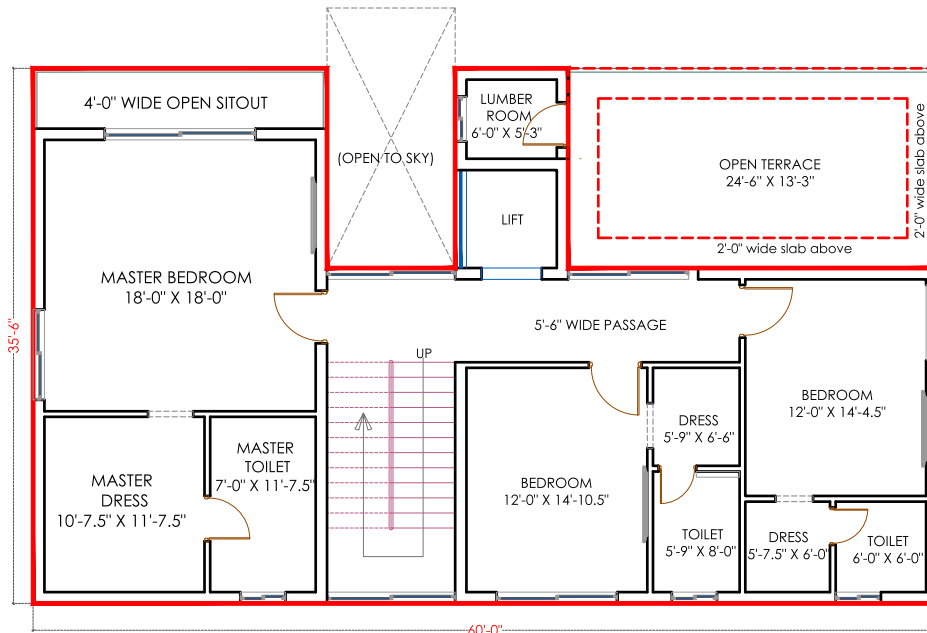 4'-0" WIDE OPEN SITOUT
LUMBER
ROOM
6'-0" X 5'-3"
(OPEN TO SKY)
OPEN TERRACE
24'-6" X 13'-3"
2'-0" wide slab above
2'-0" wide slab above
LIFT
MASTER BEDROOM
18'-0" X 18'-0"
35'-6"
5'-6" WIDE PASSAGE
UP
BEDROOM
12'-0" X 14'-4.5"
DRESS
5'-9" X 6'-6"
MASTER
TOILET
7'-0" X 11'-7.5"
MASTER
DRESS
10'-7.5" X 11'-7.5"
BEDROOM
12'-0" X 14'-10.5"
TOILET
5'-9" X 8'-0"
DRESS
5'-7.5" X 6'-0"
TOILET
6'-0" X 6'-0"
60'-0"